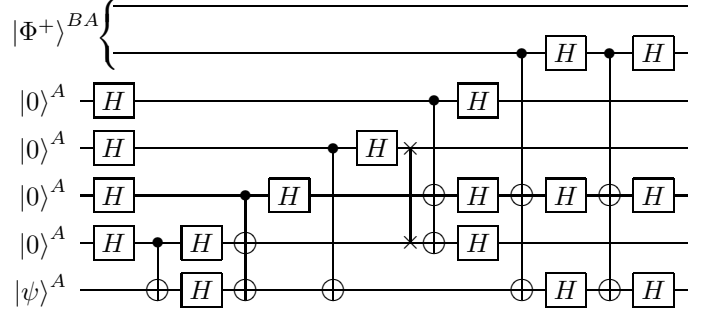 |Φ⁺⟩^{BA} H H
|0⟩^A H H
|0⟩^A H H
|0⟩^A H H H H H
|0⟩^A H H H
|ψ⟩^A H H H